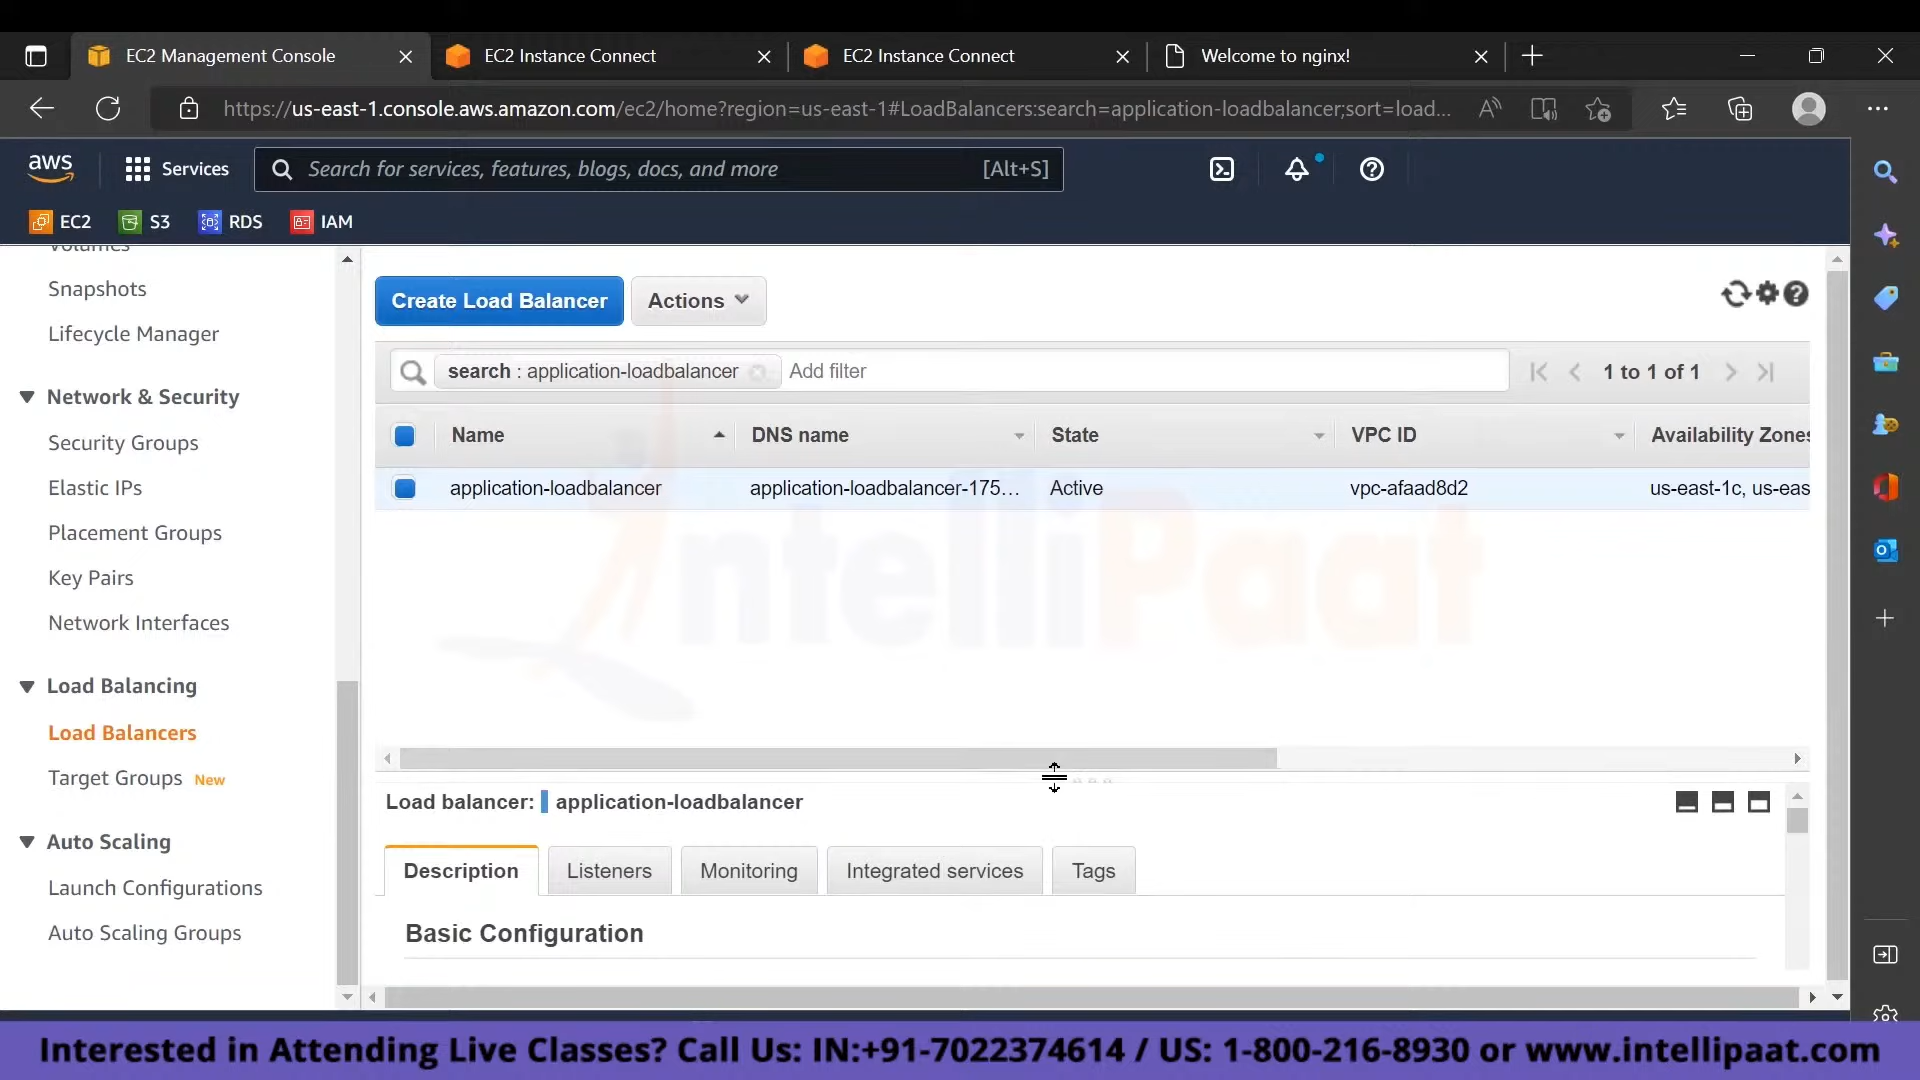 EC2 Management Console
EC2 Instance Connect
EC2 Instance Connect
Welcome to nginx!
https://us-east-1.console.aws.amazon.com/ec2/home?region=us-east-1#LoadBalancers:search=application-loadbalancer;sort=load...
aws
Services
Search for services, features, blogs, docs, and more
[Alt+S]
EC2
S3
RDS
IAM
Volumes
Snapshots
Lifecycle Manager
Network & Security
Security Groups
Elastic IPs
Placement Groups
Key Pairs
Network Interfaces
Load Balancing
Load Balancers
Target Groups New
Auto Scaling
Launch Configurations
Auto Scaling Groups
Create Load Balancer
Actions
search : application-loadbalancer
Add filter
1 to 1 of 1
Name
DNS name
State
VPC ID
Availability Zones
application-loadbalancer
application-loadbalancer-175...
Active
vpc-afaad8d2
us-east-1c, us-eas
IntelliPaat
Load balancer: application-loadbalancer
Description
Listeners
Monitoring
Integrated services
Tags
Basic Configuration
Interested in Attending Live Classes? Call Us: IN:+91-7022374614 / US: 1-800-216-8930 or www.intellipaat.com